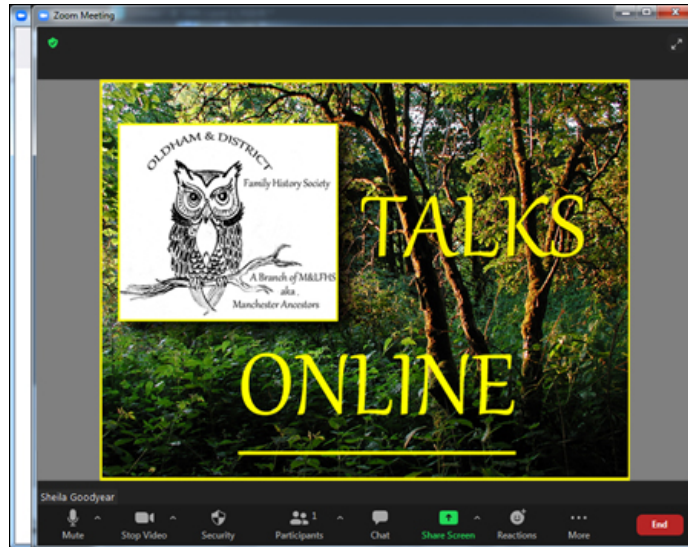 Zoom Meeting
OLDHAM & DISTRICT
Family History Society
A Branch of M&LFHS
aka .
Manchester Ancestors
TALKS
ONLINE
Sheila Goodyear
1
Mute
Stop Video
Security
Participants
Chat
Share Screen
Reactions
More
End